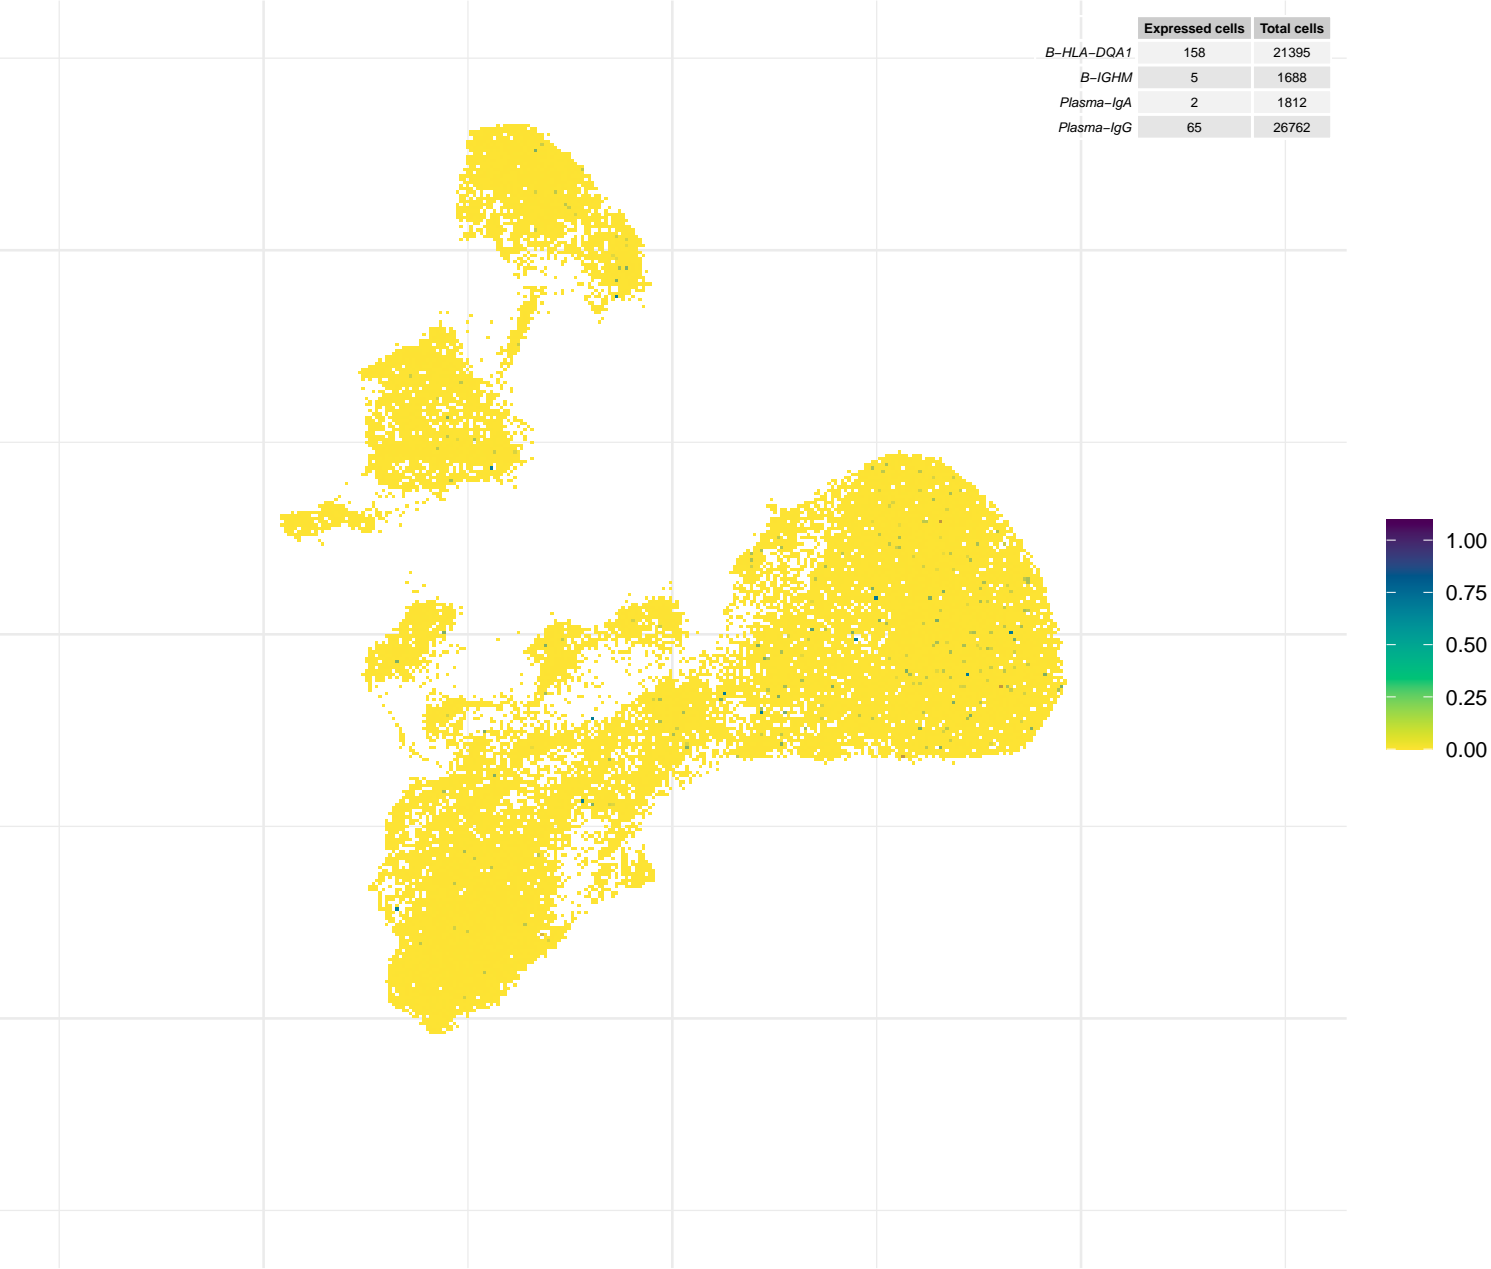 Expressed cells Total cells
B−HLA−DQA1 158 21395
B−IGHM 5 1688
Plasma−IgA 2 1812
Plasma−IgG 65 26762
1.00
0.75
0.50
0.25
0.00